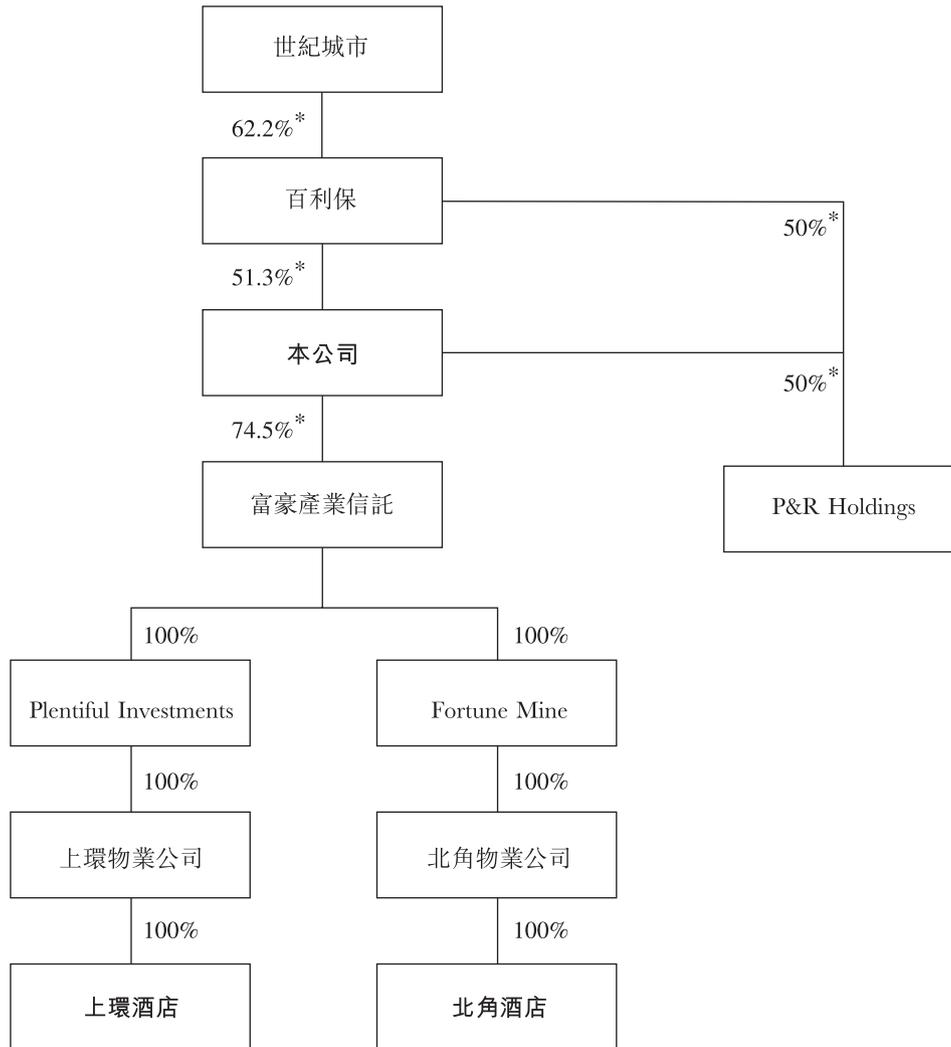 世紀城市
62.2%*
百利保
50%*
51.3%*
本公司
50%*
74.5%*
富豪產業信託
P&R Holdings
100%
100%
Plentiful Investments
Fortune Mine
100%
100%
上環物業公司
北角物業公司
100%
100%
上環酒店
北角酒店